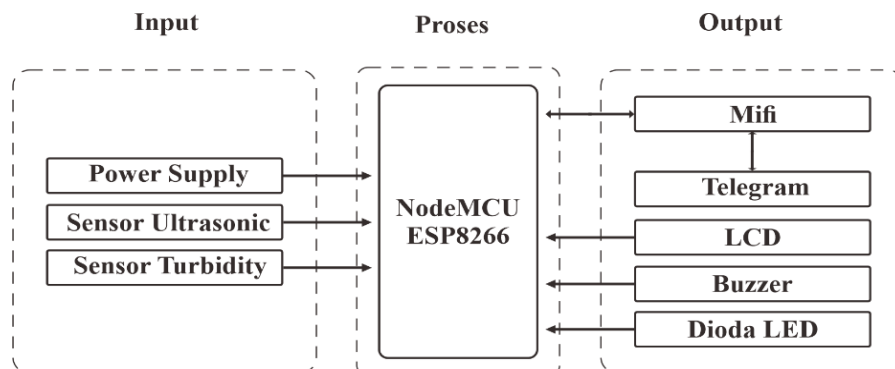 Input
Proses
Output
Power Supply
Sensor Ultrasonic
Sensor Turbidity
NodeMCU
ESP8266
Mifi
Telegram
LCD
Buzzer
Dioda LED